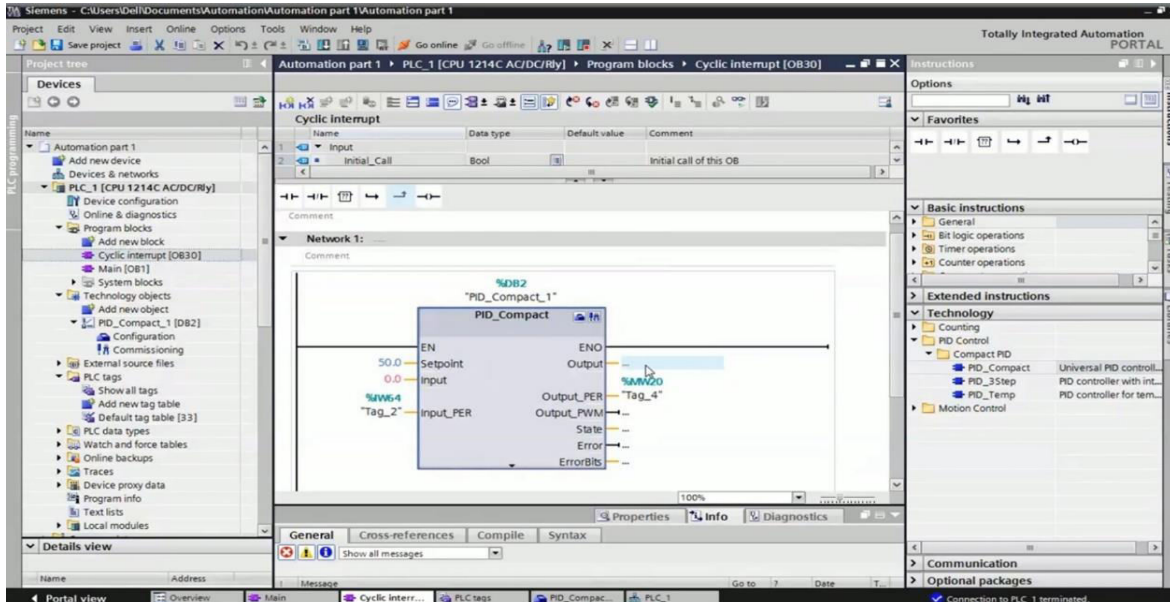 Siemens - C:\Users\Dell\Documents\Automation\Automation part 1\Automation part 1
Project Edit View Insert Online Options Tools Window Help
Totally Integrated Automation
PORTAL
Save project Go online Go offline
Project tree
Automation part 1 PLC_1 [CPU 1214C AC/DC/Rly] Program blocks Cyclic interrupt [OB30]
Instructions
Devices
Options
PLC programming
Name
Automation part 1
Add new device
Devices & networks
PLC_1 [CPU 1214C AC/DC/Rly]
Device configuration
Online & diagnostics
Program blocks
Add new block
Cyclic interrupt [OB30]
Main [OB1]
System blocks
Technology objects
Add new object
PID_Compact_1 [DB2]
Configuration
Commissioning
External source files
PLC tags
Show all tags
Add new tag table
Default tag table [33]
PLC data types
Watch and force tables
Online backups
Traces
Device proxy data
Program info
Text lists
Local modules
Details view
Name Address
Cyclic interrupt
Name Data type Default value Comment
1 Input
2 Initial_Call Bool Initial call of this OB
Comment
Network 1:
Comment
%DB2
"PID_Compact_1"
PID_Compact
EN ENO
50.0 Setpoint Output ...
0.0 Input
%MW20
%IW64 Output_PER "Tag_4"
"Tag_2" Input_PER Output_PWM ...
State ...
Error ...
ErrorBits ...
100%
Properties Info Diagnostics
General Cross-references Compile Syntax
Show all messages
Message Go to ? Date T...
Favorites
Basic instructions
General
Bit logic operations
Timer operations
Counter operations
Extended instructions
Technology
Counting
PID Control
Compact PID
PID_Compact Universal PID controll...
PID_3Step PID controller with int...
PID_Temp PID controller for tem...
Motion Control
Communication
Optional packages
Portal view Overview Main Cyclic interr... PLC tags PID_Compac... PLC_1
Connection to PLC_1 terminated.